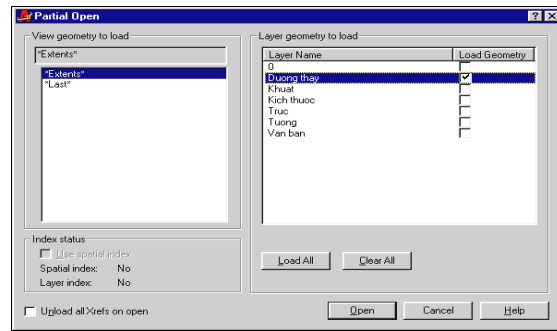 Partial Open
View geometry to load
*Extents*
*Extents*
*Last*
Index status
Use spatial index
Spatial index: No
Layer index: No
Unload all Xrefs on open
Layer geometry to load
Layer Name Load Geometry
0
Duong thay
Khuat
Kich thuoc
Truc
Tuong
Van ban
Load All Clear All
Open Cancel Help